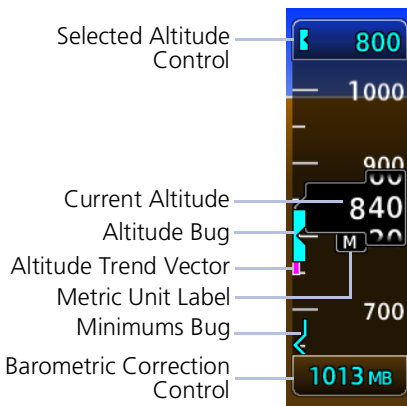 Selected Altitude
Control
800
1000
900
Current Altitude
840
Altitude Bug
M
20
Altitude Trend Vector
Metric Unit Label
700
Minimums Bug
Barometric Correction
Control
1013 MB